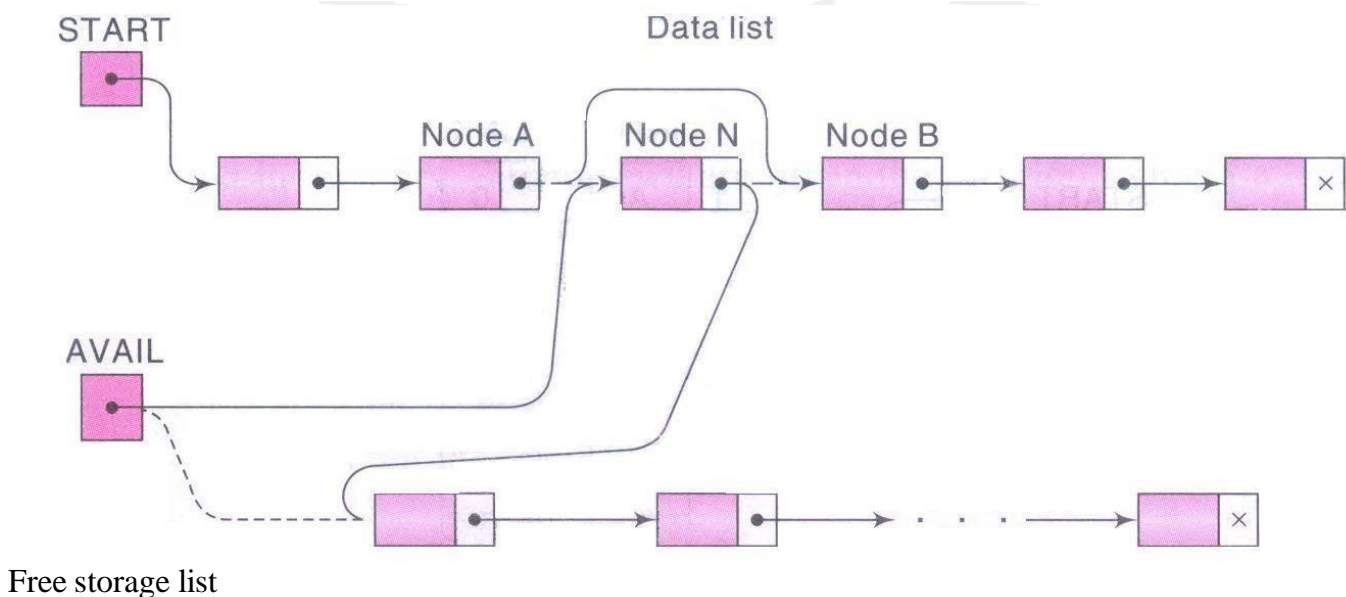 START
Data list
Node A
Node N
Node B
×
AVAIL
×
Free storage list